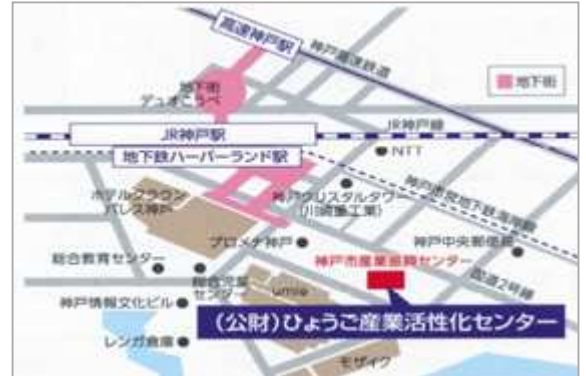 高速神戸駅
神戸高速鉄道
地下街
デュオこうべ
地下街
JR神戸線
JR神戸駅
NTT
地下鉄ハーバーランド駅
神戸市営地下鉄海岸線
ホテルクラウン
パレス神戸
神戸クリスタルタワー
(川崎重工業)
プロメナ神戸
神戸中央郵便局
総合教育センター
総合児童
センター
神戸市産業振興センター
国道2号線
umie
神戸情報文化ビル
(公財)ひょうご産業活性化センター
レンガ倉庫
モザイク